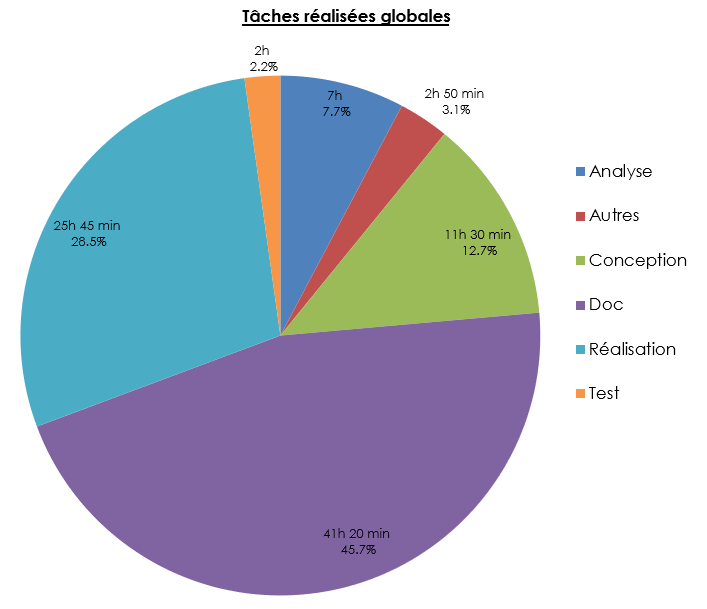 Tâches réalisées globales
2h
2.2%
7h
7.7%
2h 50 min
3.1%
11h 30 min
12.7%
25h 45 min
28.5%
41h 20 min
45.7%
Analyse
Autres
Conception
Doc
Réalisation
Test